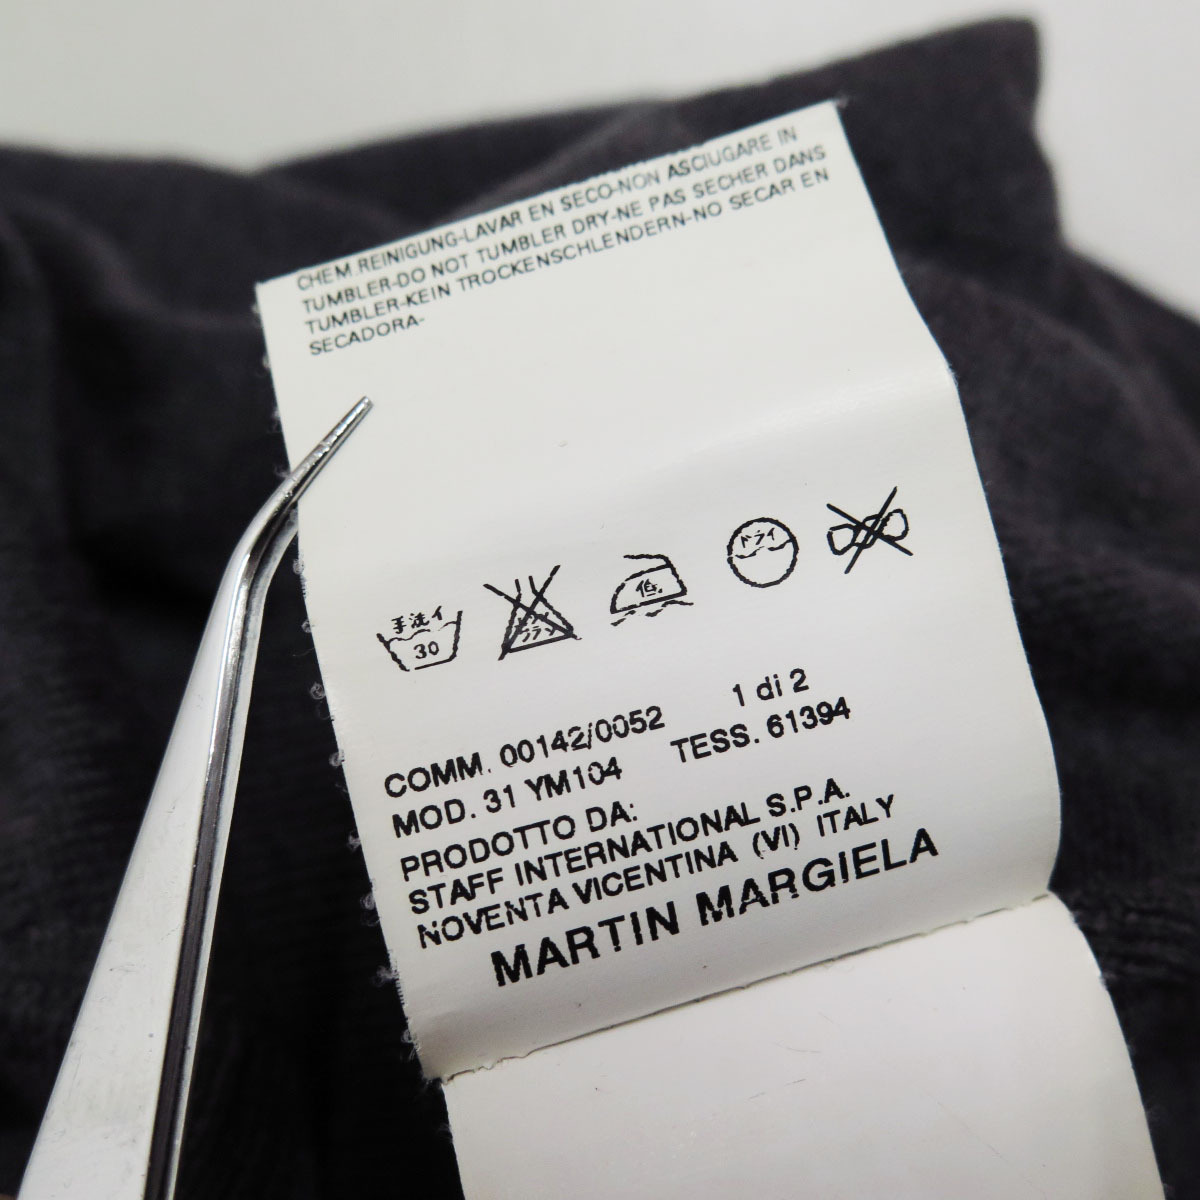 CHEM.REINIGUNG-LAVAR EN SECO-NON ASCIUGARE IN
TUMBLER-DO NOT TUMBLER DRY-NE PAS SECHER DANS
TUMBLER-KEIN TROCKENSCHLENDERN-NO SECAR EN
SECADORA-
手洗イ
30
低
ドライ
COMM. 00142/0052 1 di 2
MOD. 31 YM104 TESS. 61394
PRODOTTO DA:
STAFF INTERNATIONAL S.P.A.
NOVENTA VICENTINA (VI) ITALY
MARTIN MARGIELA